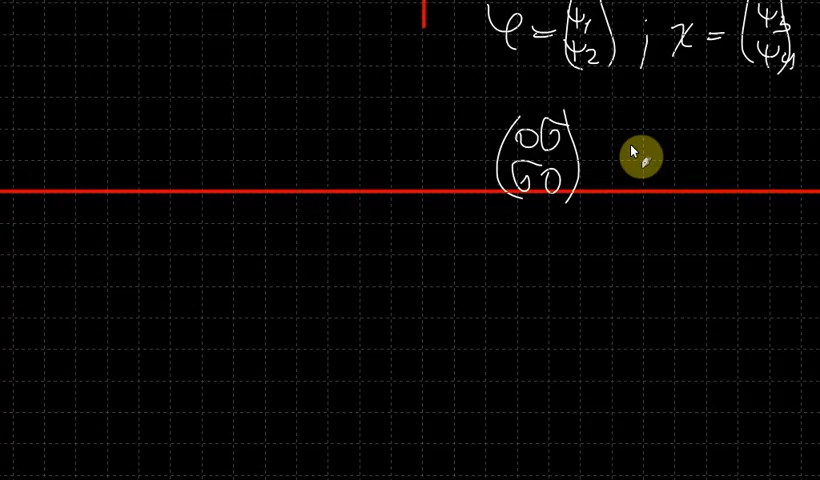 φ = (ψ1 ψ2) ; χ = (ψ3 ψ4)
(0 σ
σ 0)